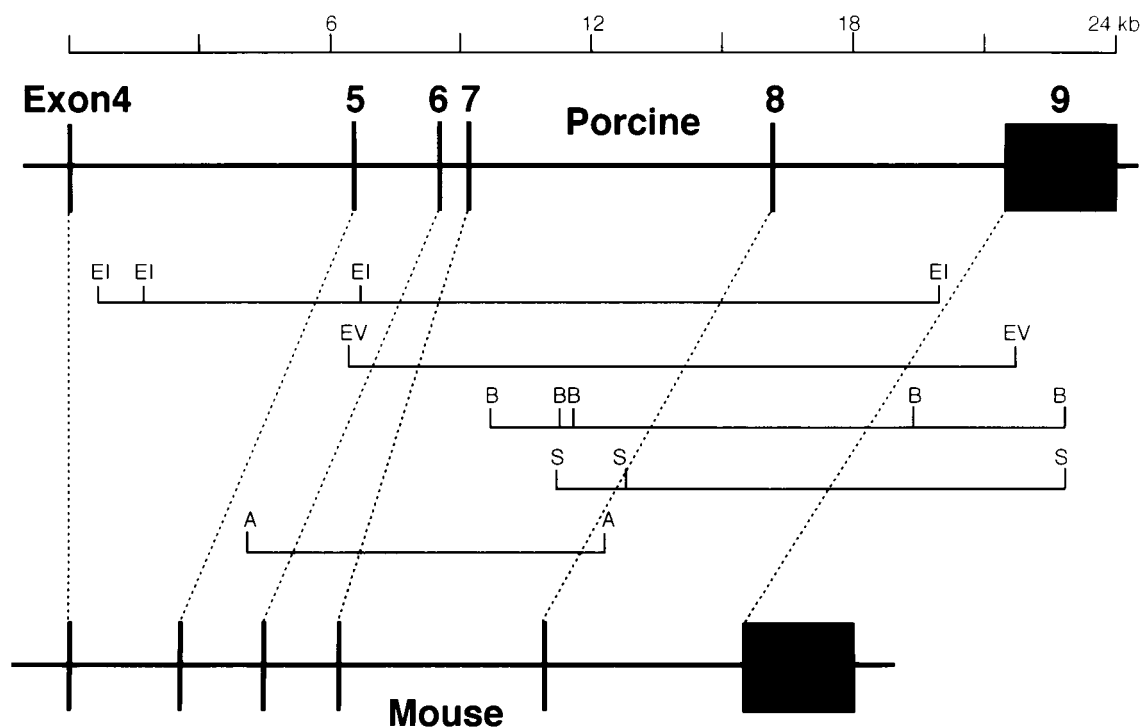 6 12 18 24 kb
Exon4 5 6 7 8 9
Porcine
EI EI EI EI
EV EV
B B B B B
S S S
A A
Mouse